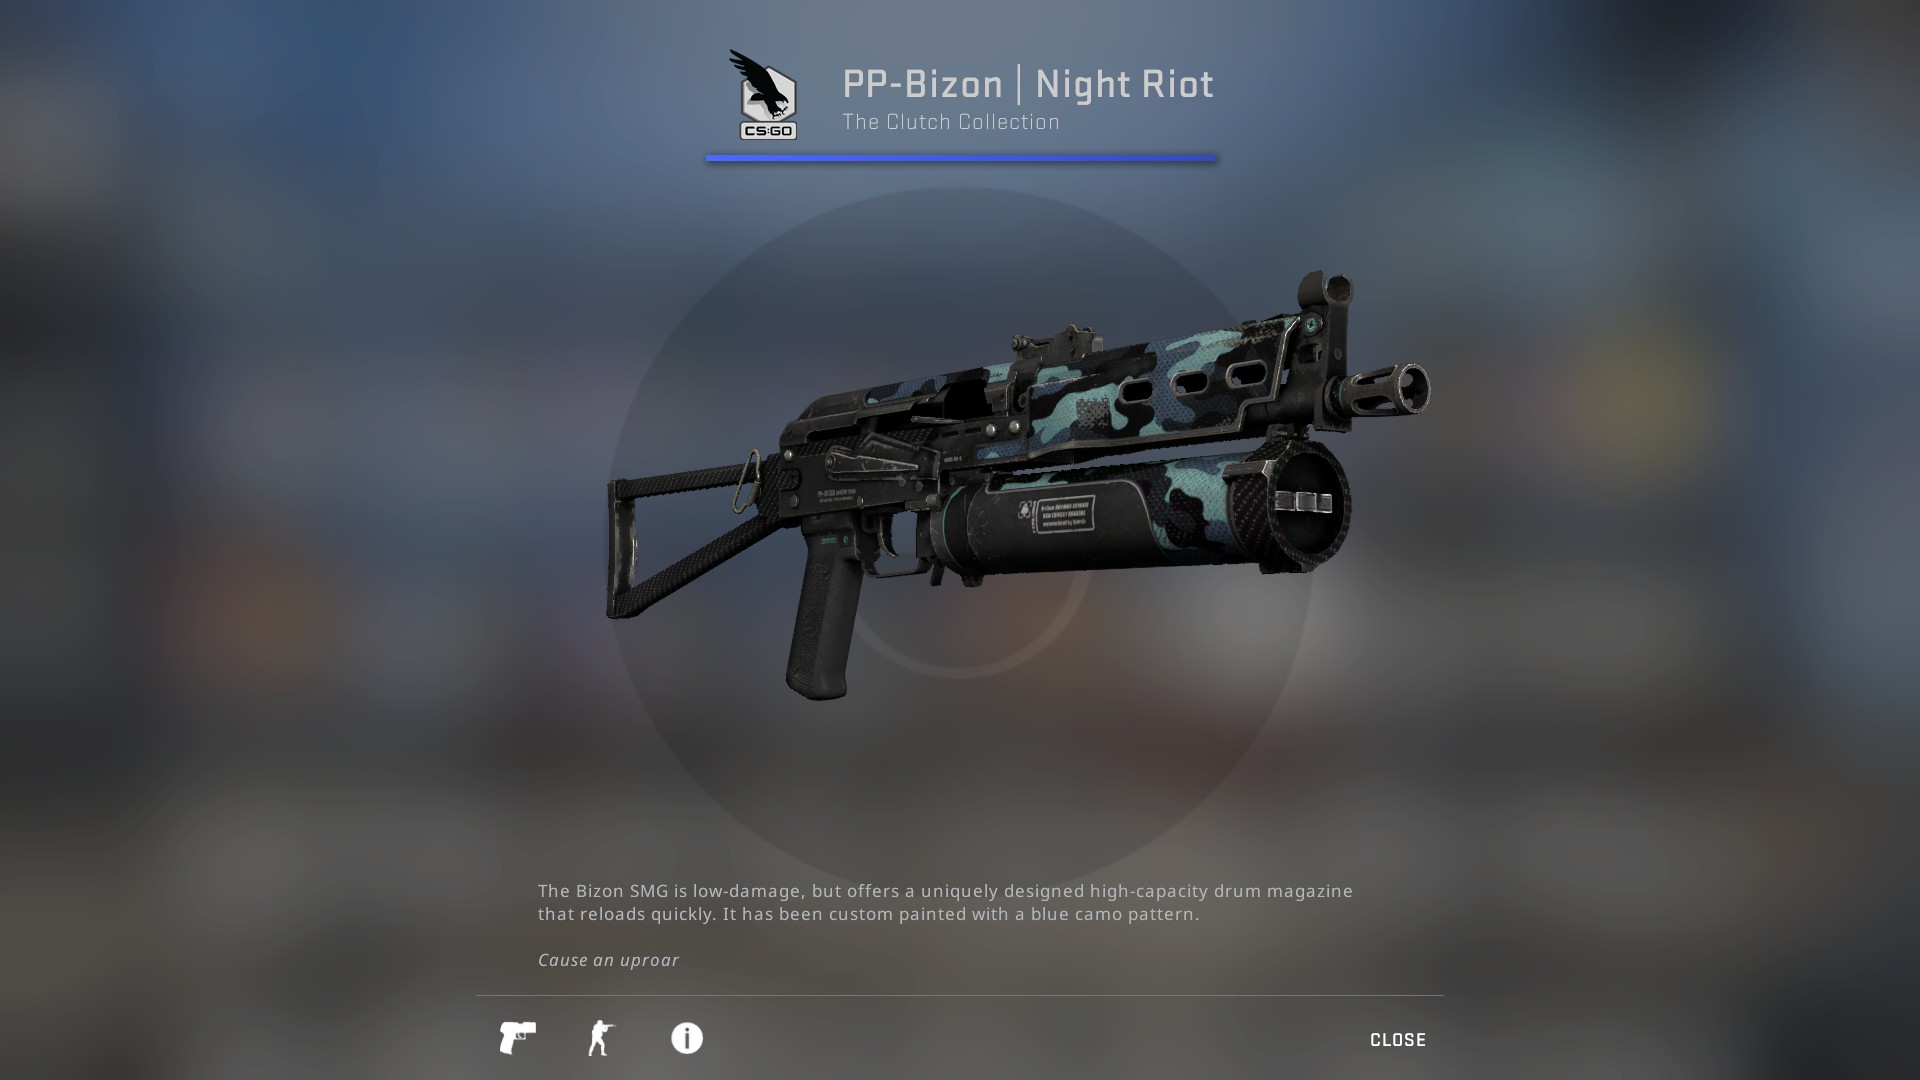 PP-Bizon | Night Riot
The Clutch Collection
CS:GO
The Bizon SMG is low-damage, but offers a uniquely designed high-capacity drum magazine
that reloads quickly. It has been custom painted with a blue camo pattern.
Cause an uproar
CLOSE